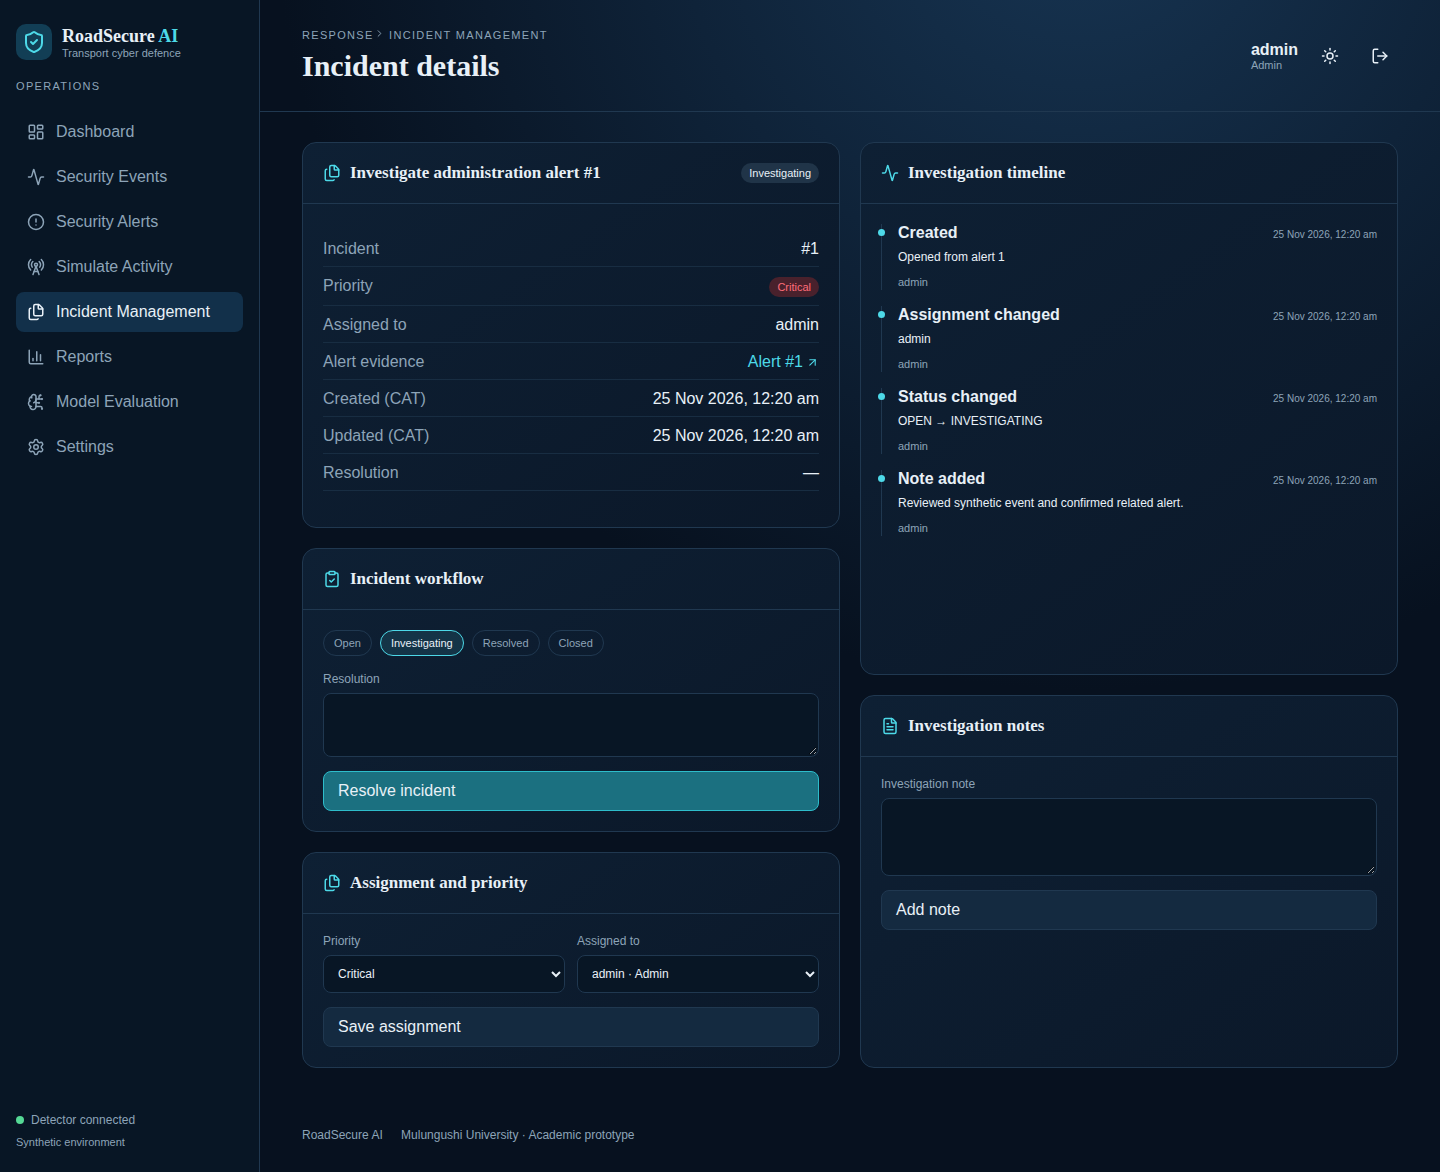 RoadSecure AI
Transport cyber defence
OPERATIONS
Dashboard
Security Events
Security Alerts
Simulate Activity
Incident Management
Reports
Model Evaluation
Settings
Detector connected
Synthetic environment
RESPONSE › INCIDENT MANAGEMENT
Incident details
admin
Admin
Investigate administration alert #1
Investigating
Incident #1
Priority Critical
Assigned to admin
Alert evidence Alert #1
Created (CAT) 25 Nov 2026, 12:20 am
Updated (CAT) 25 Nov 2026, 12:20 am
Resolution —
Incident workflow
Open Investigating Resolved Closed
Resolution
Resolve incident
Assignment and priority
Priority Assigned to
Critical admin · Admin
Save assignment
Investigation timeline
Created 25 Nov 2026, 12:20 am
Opened from alert 1
admin
Assignment changed 25 Nov 2026, 12:20 am
admin
admin
Status changed 25 Nov 2026, 12:20 am
OPEN → INVESTIGATING
admin
Note added 25 Nov 2026, 12:20 am
Reviewed synthetic event and confirmed related alert.
admin
Investigation notes
Investigation note
Add note
RoadSecure AI Mulungushi University · Academic prototype